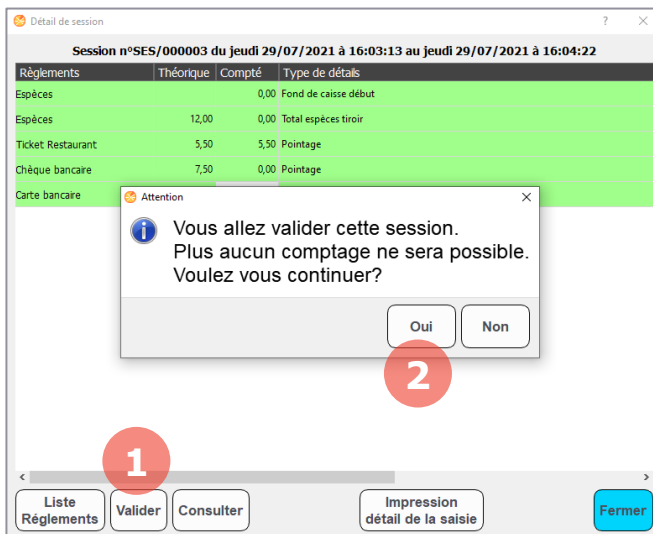 Détail de session
? ×
Session n°SES/000003 du jeudi 29/07/2021 à 16:03:13 au jeudi 29/07/2021 à 16:04:22
Règlements Théorique Compté Type de détails
Espèces 0,00 Fond de caisse début
Espèces 12,00 0,00 Total espèces tiroir
Ticket Restaurant 5,50 5,50 Pointage
Chèque bancaire 7,50 0,00 Pointage
Carte bancaire
Attention ×
Vous allez valider cette session.
Plus aucun comptage ne sera possible.
Voulez vous continuer?
Oui Non
2
1
Liste
Réglements
Valider
Consulter
Impression
détail de la saisie
Fermer